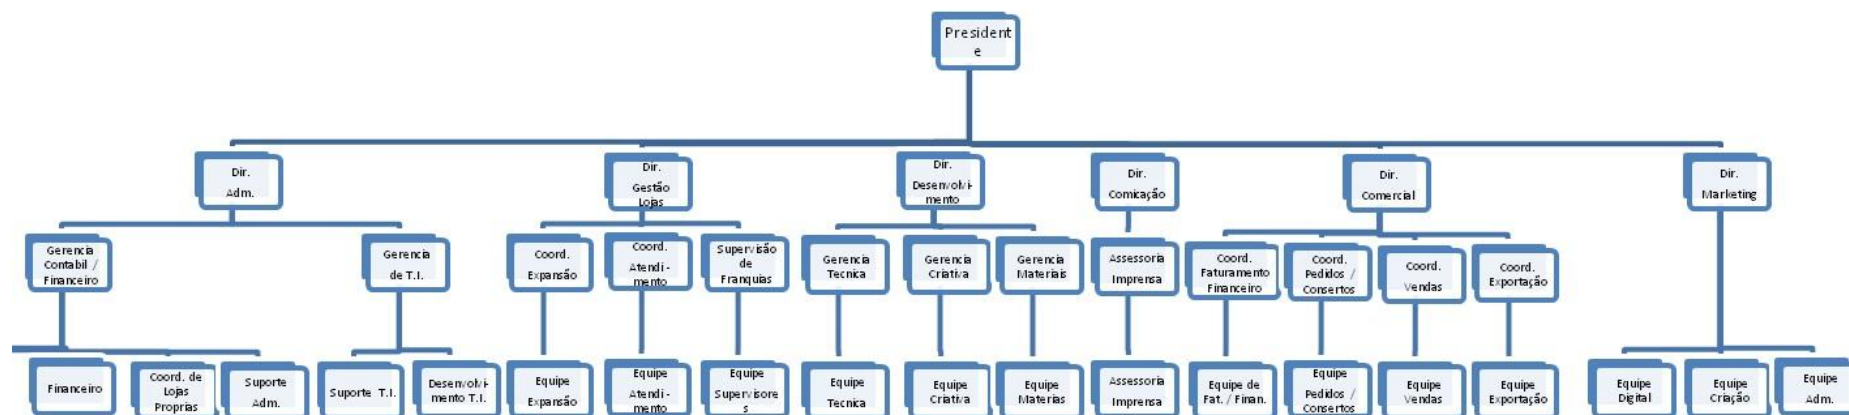 President
e
Dir.
Adm.
Dir.
Gestão
Lojas
Dir.
Desenvolvi-
mento
Dir.
Comicação
Dir.
Comercial
Dir.
Marketing
Gerencia
Contabil /
Financeiro
Gerencia
de T.I.
Coord.
Expansão
Coord.
Atendi-
mento
Supervisão
de
Franquias
Gerencia
Tecnica
Gerencia
Criativa
Gerencia
Materiais
Assessoria
Imprensa
Coord.
Faturamento
Financeiro
Coord.
Pedidos /
Consertos
Coord.
Vendas
Coord.
Exportação
Financeiro
Coord. de
Lojas
Proprias
Suporte
Adm.
Suporte T.I.
Desenvolvi-
mento T.I.
Equipe
Expansão
Equipe
Atendi-
mento
Equipe
Supervisore
s
Equipe
Tecnica
Equipe
Criativa
Equipe
Materiais
Assessoria
Imprensa
Equipe de
Fat. / Finan.
Equipe
Pedidos /
Consertos
Equipe
Vendas
Equipe
Exportação
Equipe
Digital
Equipe
Criação
Equipe
Adm.